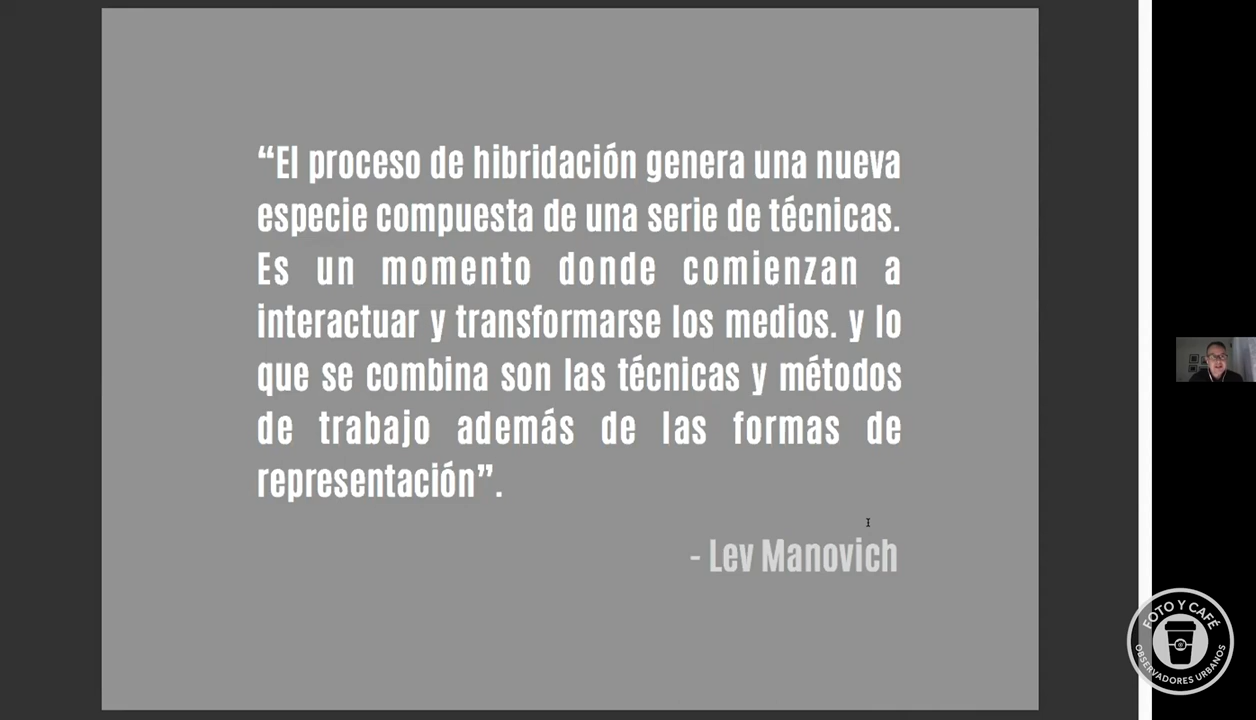 “El proceso de hibridación genera una nueva
especie compuesta de una serie de técnicas.
Es un momento donde comienzan a
interactuar y transformarse los medios. y lo
que se combina son las técnicas y métodos
de trabajo además de las formas de
representación”.
- Lev Manovich
FOTO Y CAFÉ
OBSERVADORES URBANOS